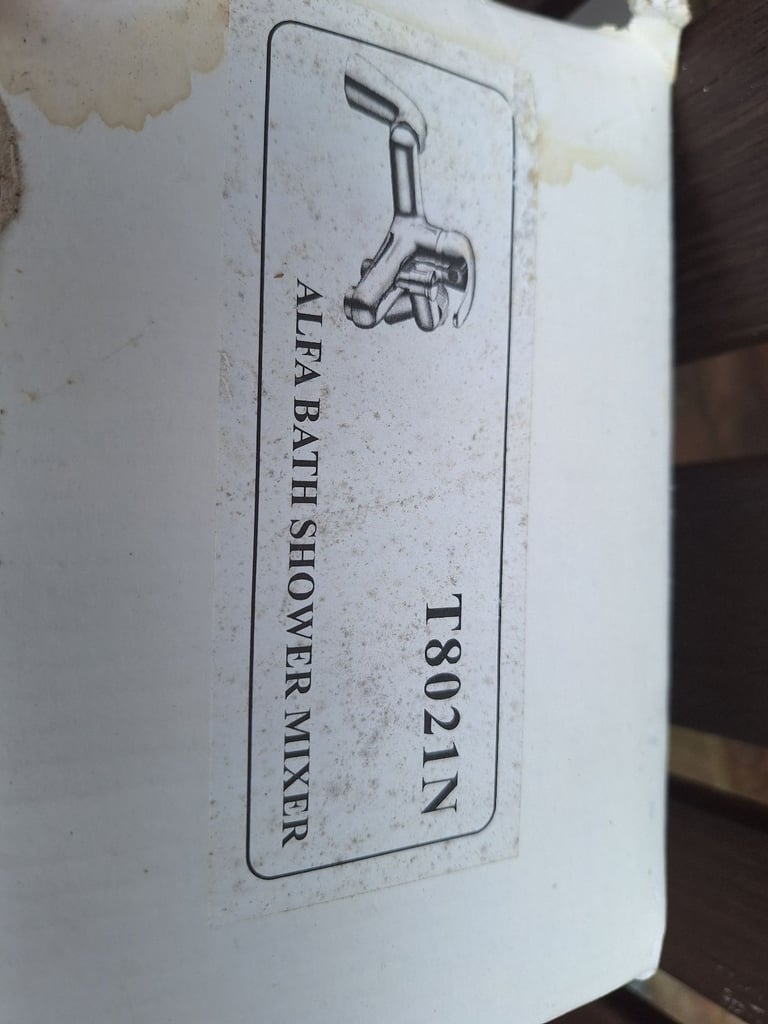 T8021N
ALFA BATH SHOWER MIXER